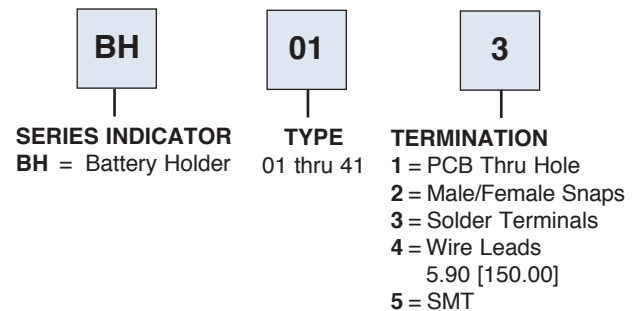 BH 01 3
SERIES INDICATOR
BH = Battery Holder
TYPE
01 thru 41
TERMINATION
1 = PCB Thru Hole
2 = Male/Female Snaps
3 = Solder Terminals
4 = Wire Leads
5.90 [150.00]
5 = SMT